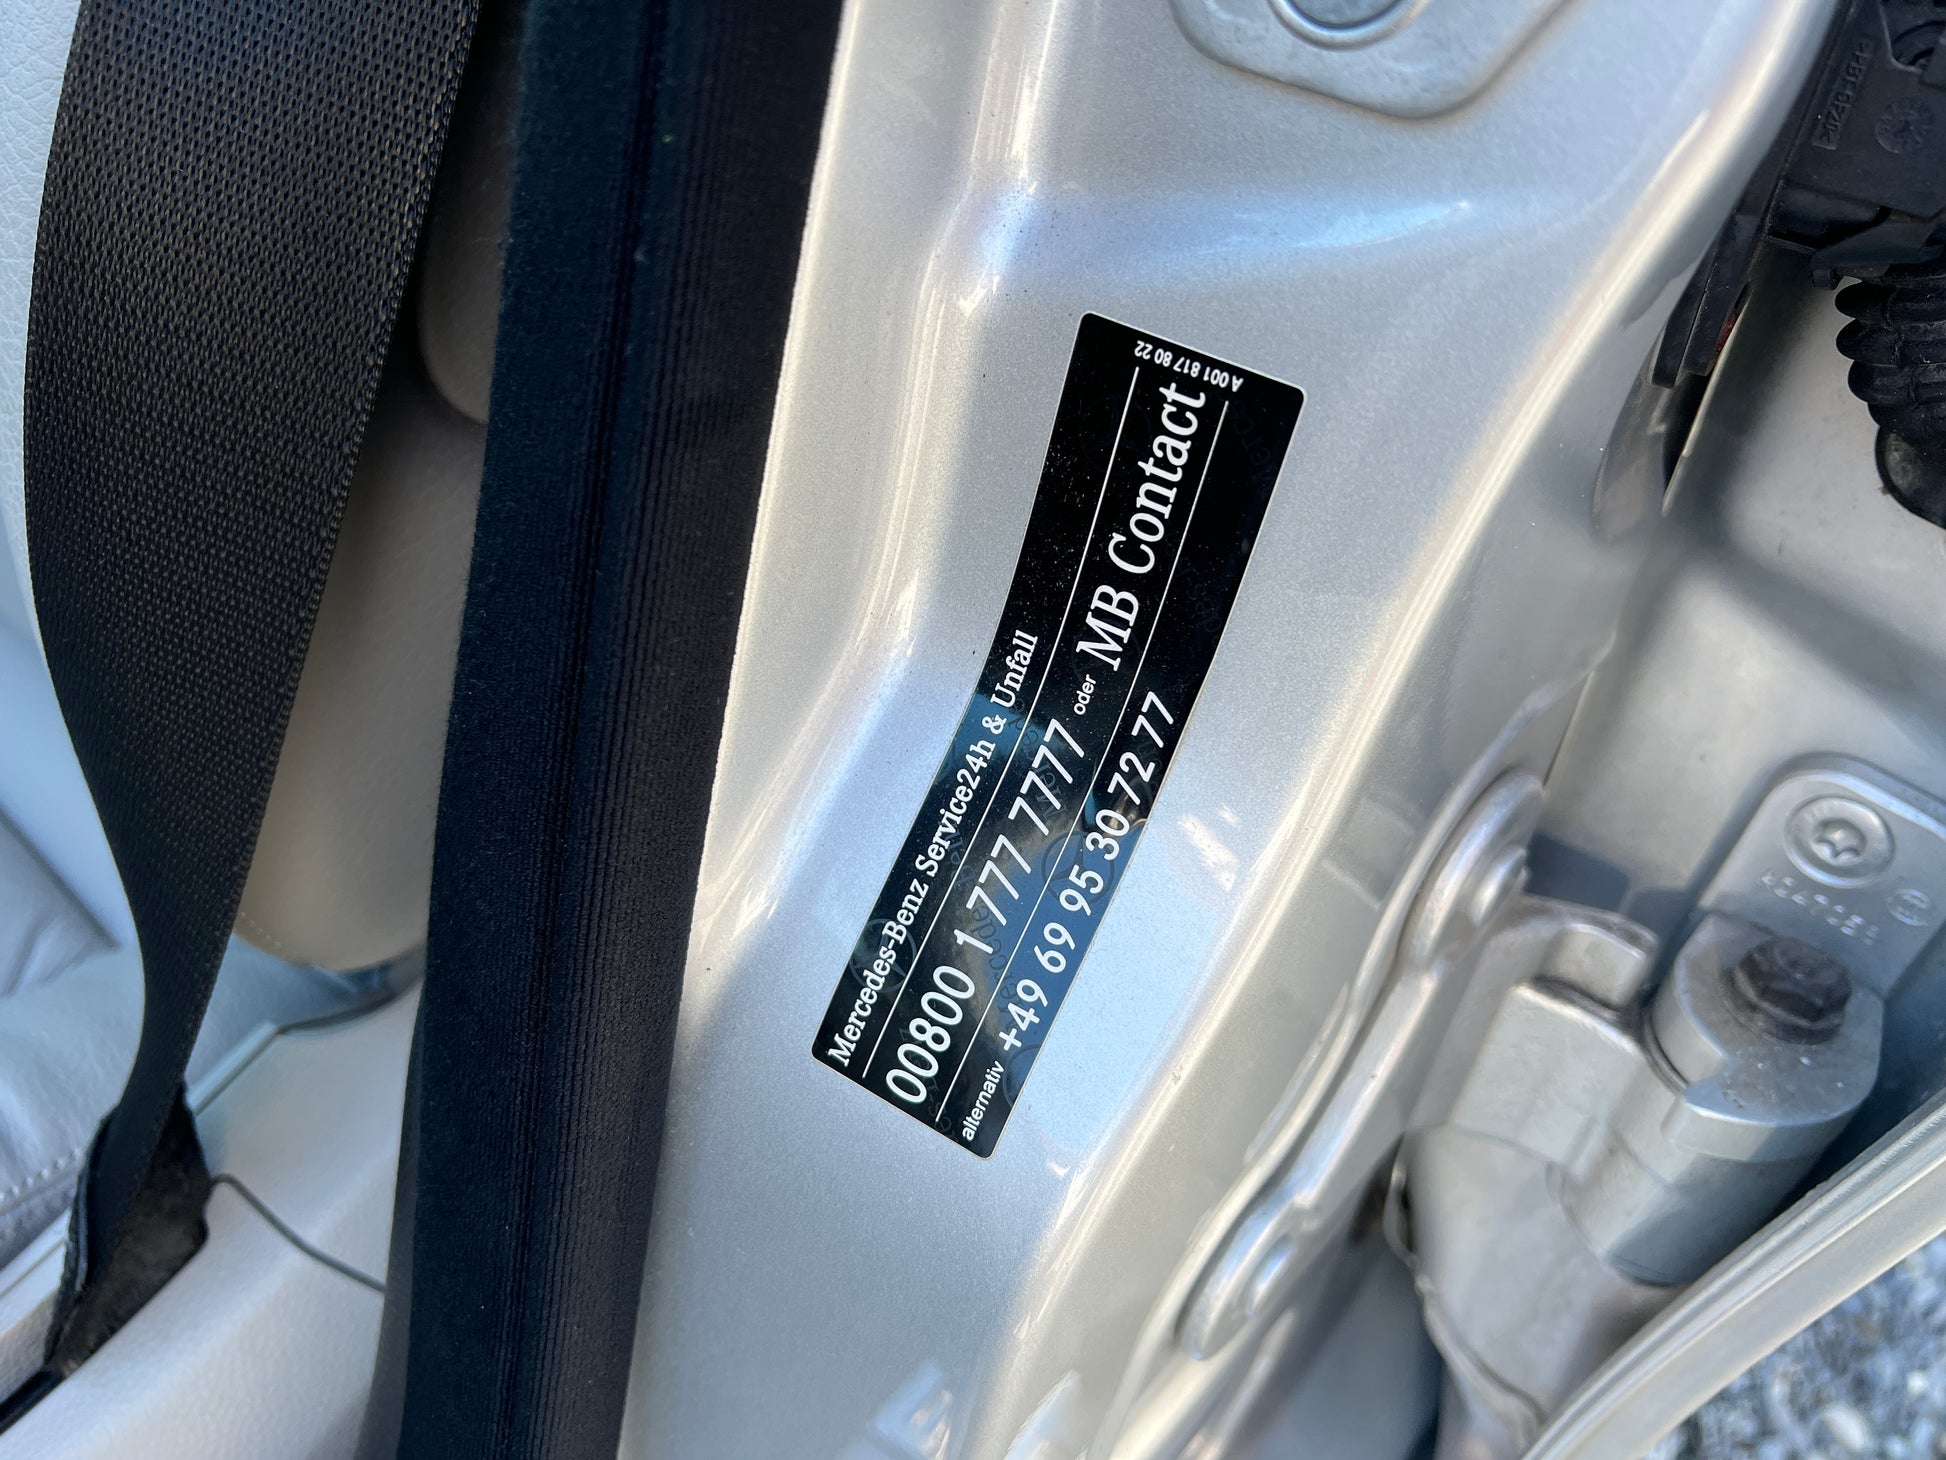 Mercedes-Benz Service24h & Unfall
00800 1 777 7777 oder MB Contact
alternativ +49 69 95 30 72 77
A 001 817 80 22